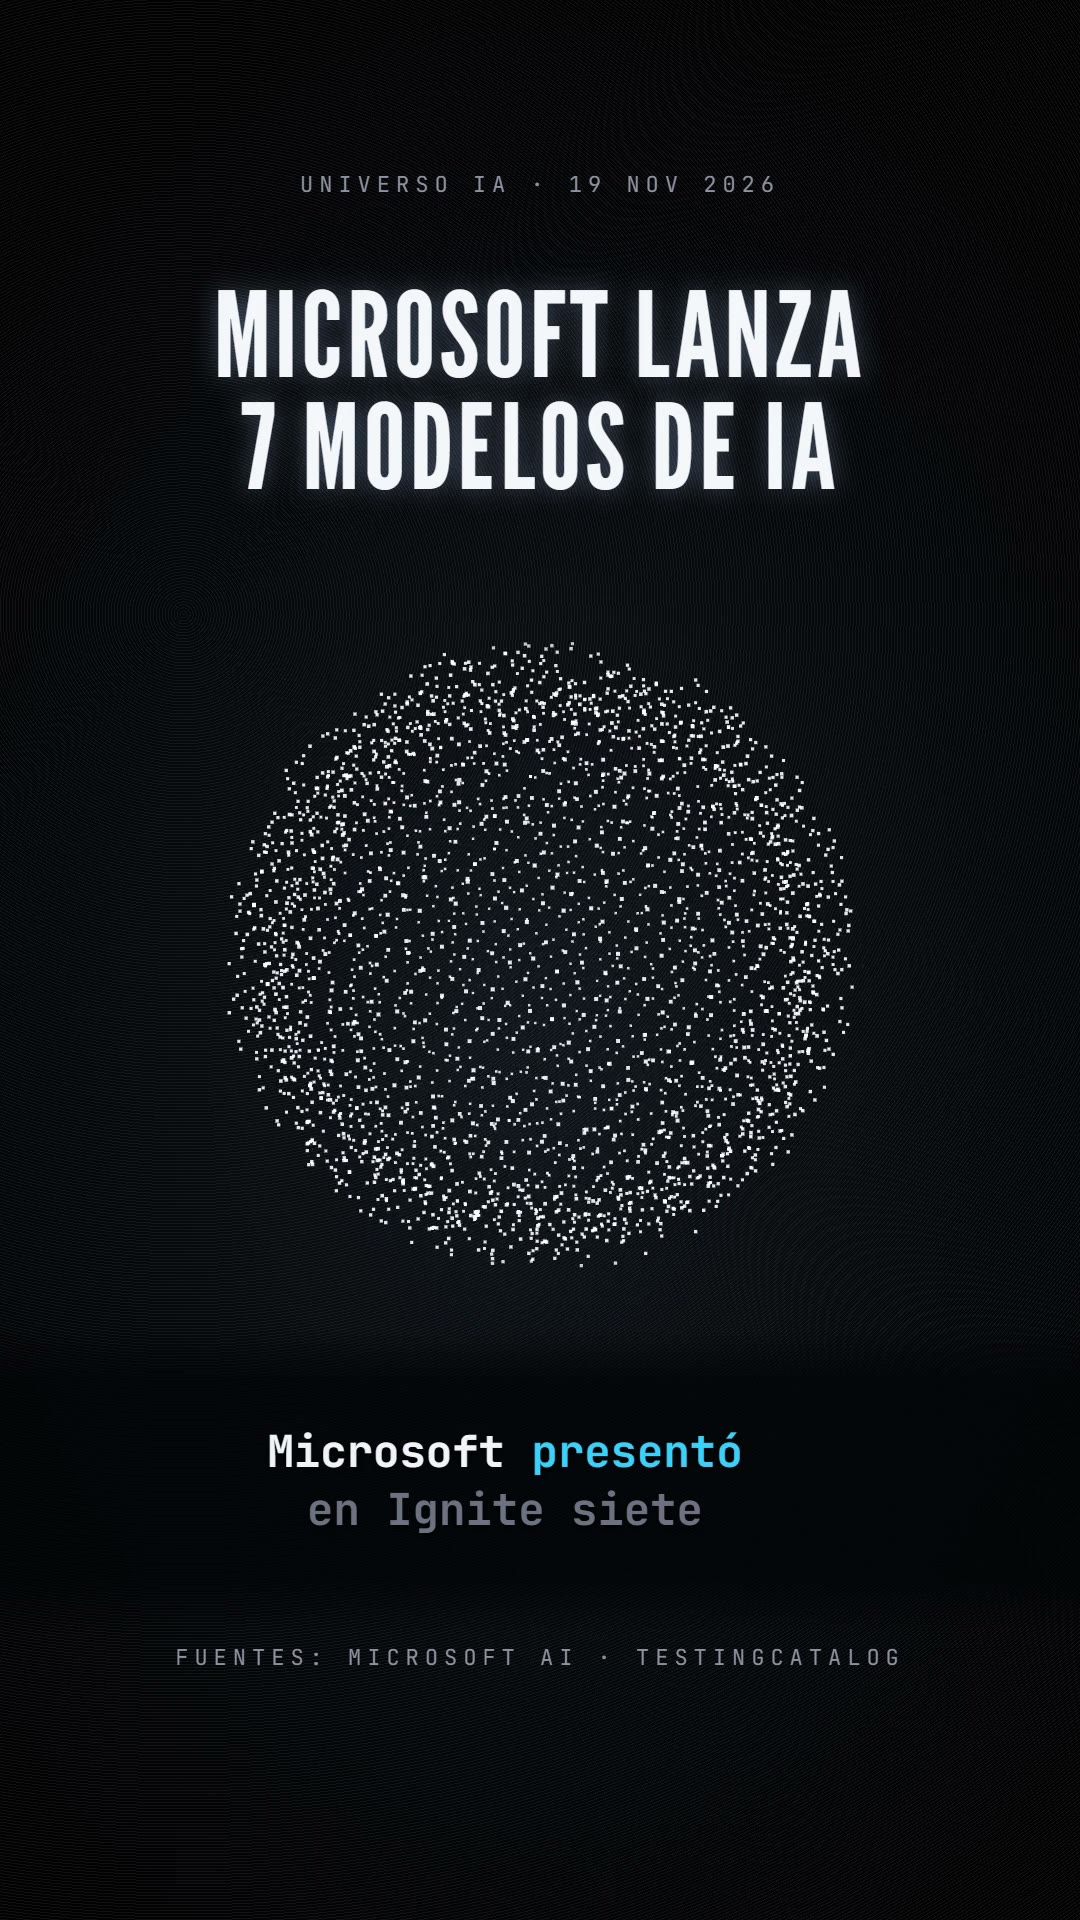 UNIVERSO IA · 19 NOV 2026
MICROSOFT LANZA
7 MODELOS DE IA
Microsoft presentó
en Ignite siete
FUENTES: MICROSOFT AI · TESTINGCATALOG